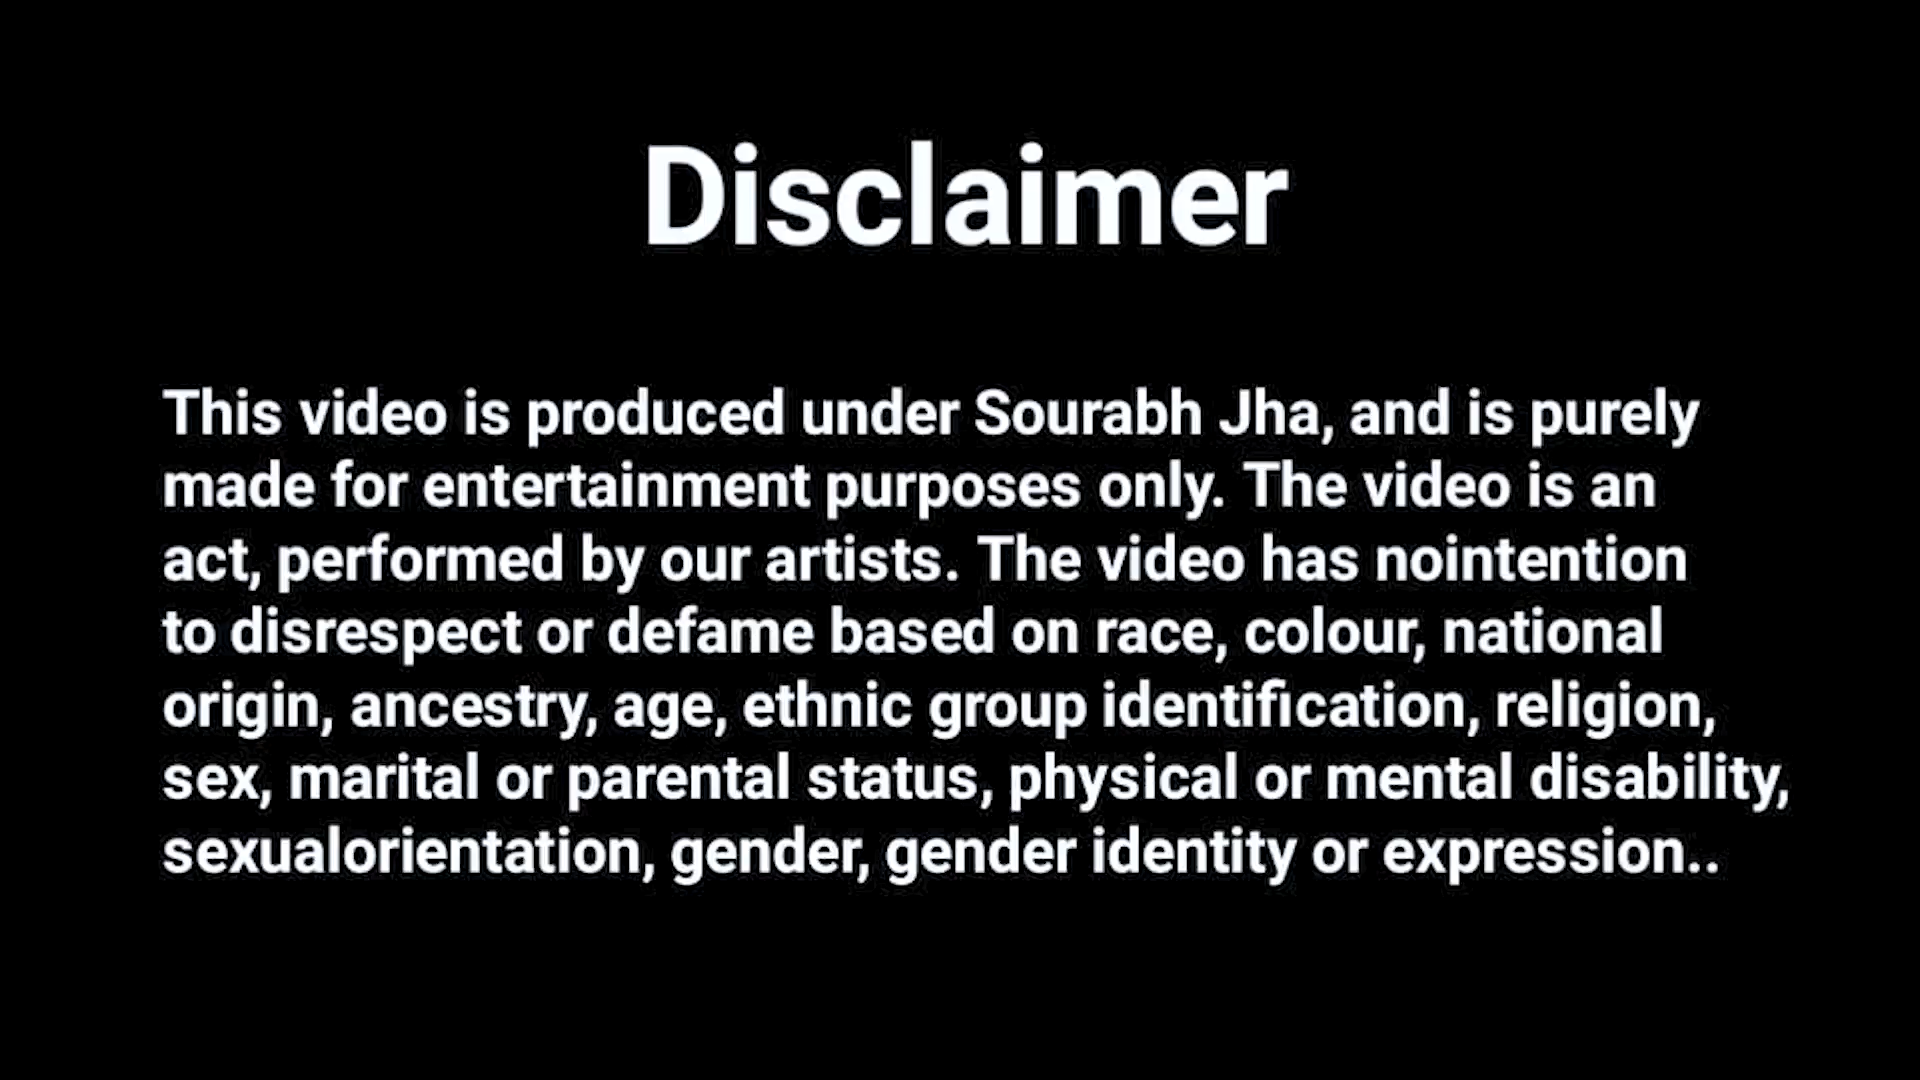 Disclaimer
This video is produced under Sourabh Jha, and is purely
made for entertainment purposes only. The video is an
act, performed by our artists. The video has nointention
to disrespect or defame based on race, colour, national
origin, ancestry, age, ethnic group identification, religion,
sex, marital or parental status, physical or mental disability,
sexualorientation, gender, gender identity or expression..